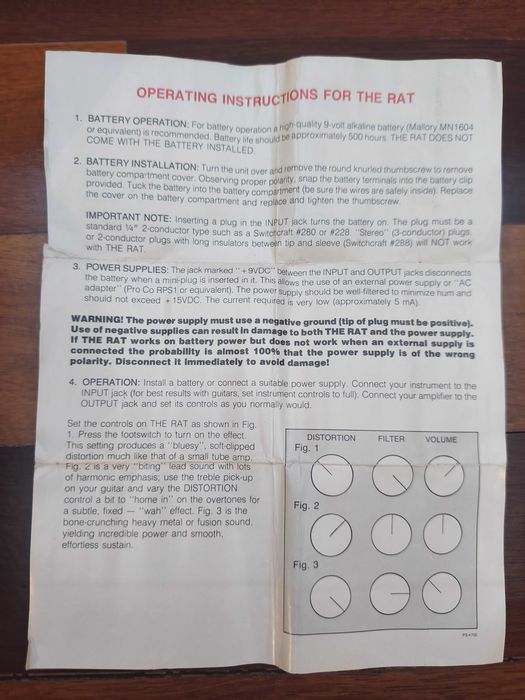 OPERATING INSTRUCTIONS FOR THE RAT
1. BATTERY OPERATION: For battery operation a high-quality 9-volt alkaline battery (Mallory MN1604
or equivalent) is recommended. Battery life should be approximately 500 hours. THE RAT DOES NOT
COME WITH THE BATTERY INSTALLED.
2. BATTERY INSTALLATION: Turn the unit over and remove the round knurled thumbscrew to remove
battery compartment cover. Observing proper polarity, snap the battery terminals into the battery clip
provided. Tuck the battery into the battery compartment (be sure the wires are safely inside). Replace
the cover on the battery compartment and replace and tighten the thumbscrew.
IMPORTANT NOTE: Inserting a plug in the INPUT jack turns the battery on. The plug must be a
standard ¼" 2-conductor type such as a Switchcraft #280 or #228. "Stereo" (3-conductor) plugs,
or 2-conductor plugs with long insulators between tip and sleeve (Switchcraft #288) will NOT work
with THE RAT.
3. POWER SUPPLIES: The jack marked "+9VDC" between the INPUT and OUTPUT jacks disconnects
the battery when a mini-plug is inserted in it. This allows the use of an external power supply or "AC
adapter" (Pro Co RPS1 or equivalent). The power supply should be well-filtered to minimize hum and
should not exceed +15VDC. The current required is very low (approximately 5 mA).
WARNING! The power supply must use a negative ground (tip of plug must be positive).
Use of negative supplies can result in damage to both THE RAT and the power supply.
If THE RAT works on battery power but does not work when an external supply is
connected the probability is almost 100% that the power supply is of the wrong
polarity. Disconnect it immediately to avoid damage!
4. OPERATION: Install a battery or connect a suitable power supply. Connect your instrument to the
INPUT jack (for best results with guitars, set instrument controls to full). Connect your amplifier to the
OUTPUT jack and set its controls as you normally would.
Set the controls on THE RAT as shown in Fig.
1. Press the footswitch to turn on the effect.
This setting produces a "bluesy", soft-clipped
distortion much like that of a small tube amp.
Fig. 2 is a very "biting" lead sound with lots
of harmonic emphasis; use the treble pick-up
on your guitar and vary the DISTORTION
control a bit to "home in" on the overtones for
a subtle, fixed — "wah" effect. Fig. 3 is the
bone-crunching heavy metal or fusion sound,
yielding incredible power and smooth,
effortless sustain.
DISTORTION FILTER VOLUME
Fig. 1
Fig. 2
Fig. 3